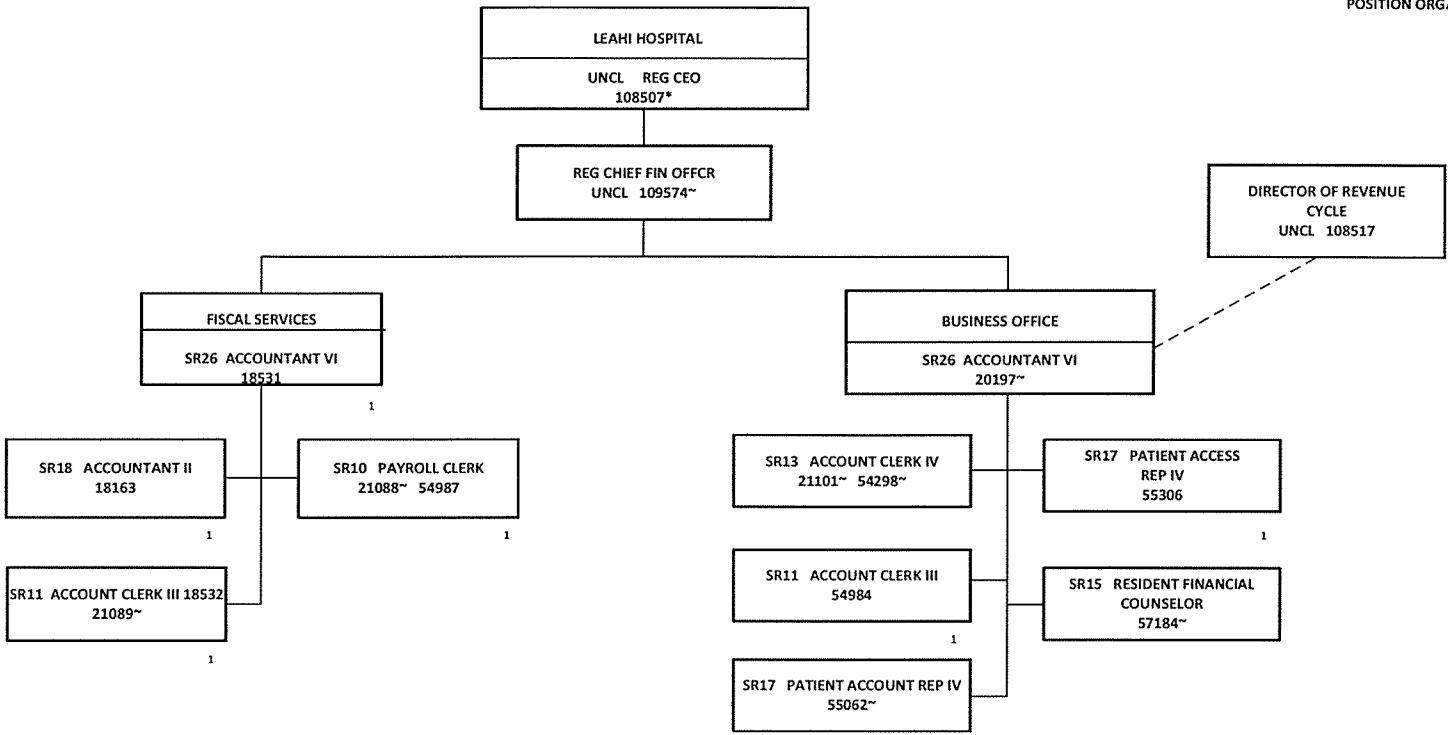 POSITION ORGA
LEAHI HOSPITAL
UNCL REG CEO
108507*
REG CHIEF FIN OFFCR
UNCL 109574~
DIRECTOR OF REVENUE
CYCLE
UNCL 108517
FISCAL SERVICES
SR26 ACCOUNTANT VI
18531
1
BUSINESS OFFICE
SR26 ACCOUNTANT VI
20197~
SR18 ACCOUNTANT II
18163
1
SR10 PAYROLL CLERK
21088~ 54987
1
SR11 ACCOUNT CLERK III 18532
21089~
1
SR13 ACCOUNT CLERK IV
21101~ 54298~
SR17 PATIENT ACCESS
REP IV
55306
1
SR11 ACCOUNT CLERK III
54984
1
SR15 RESIDENT FINANCIAL
COUNSELOR
57184~
SR17 PATIENT ACCOUNT REP IV
55062~